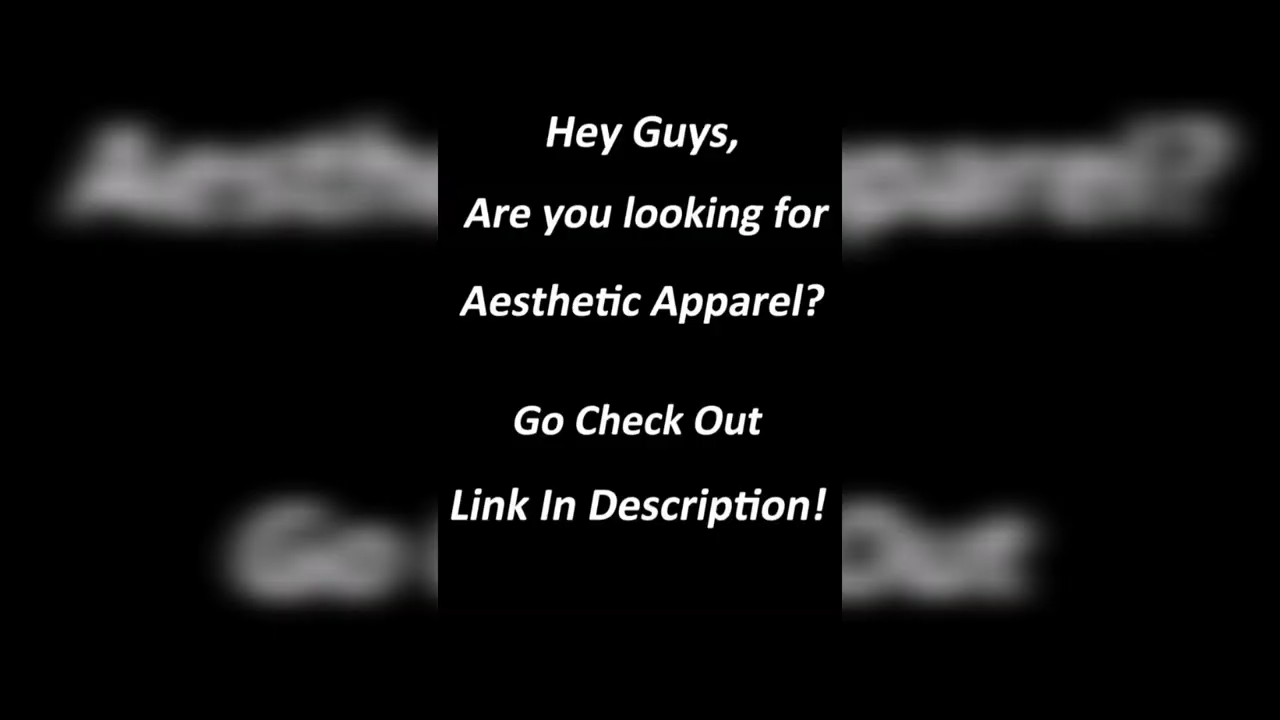 Hey Guys,
Are you looking for
Aesthetic Apparel?
Go Check Out
Link In Description!